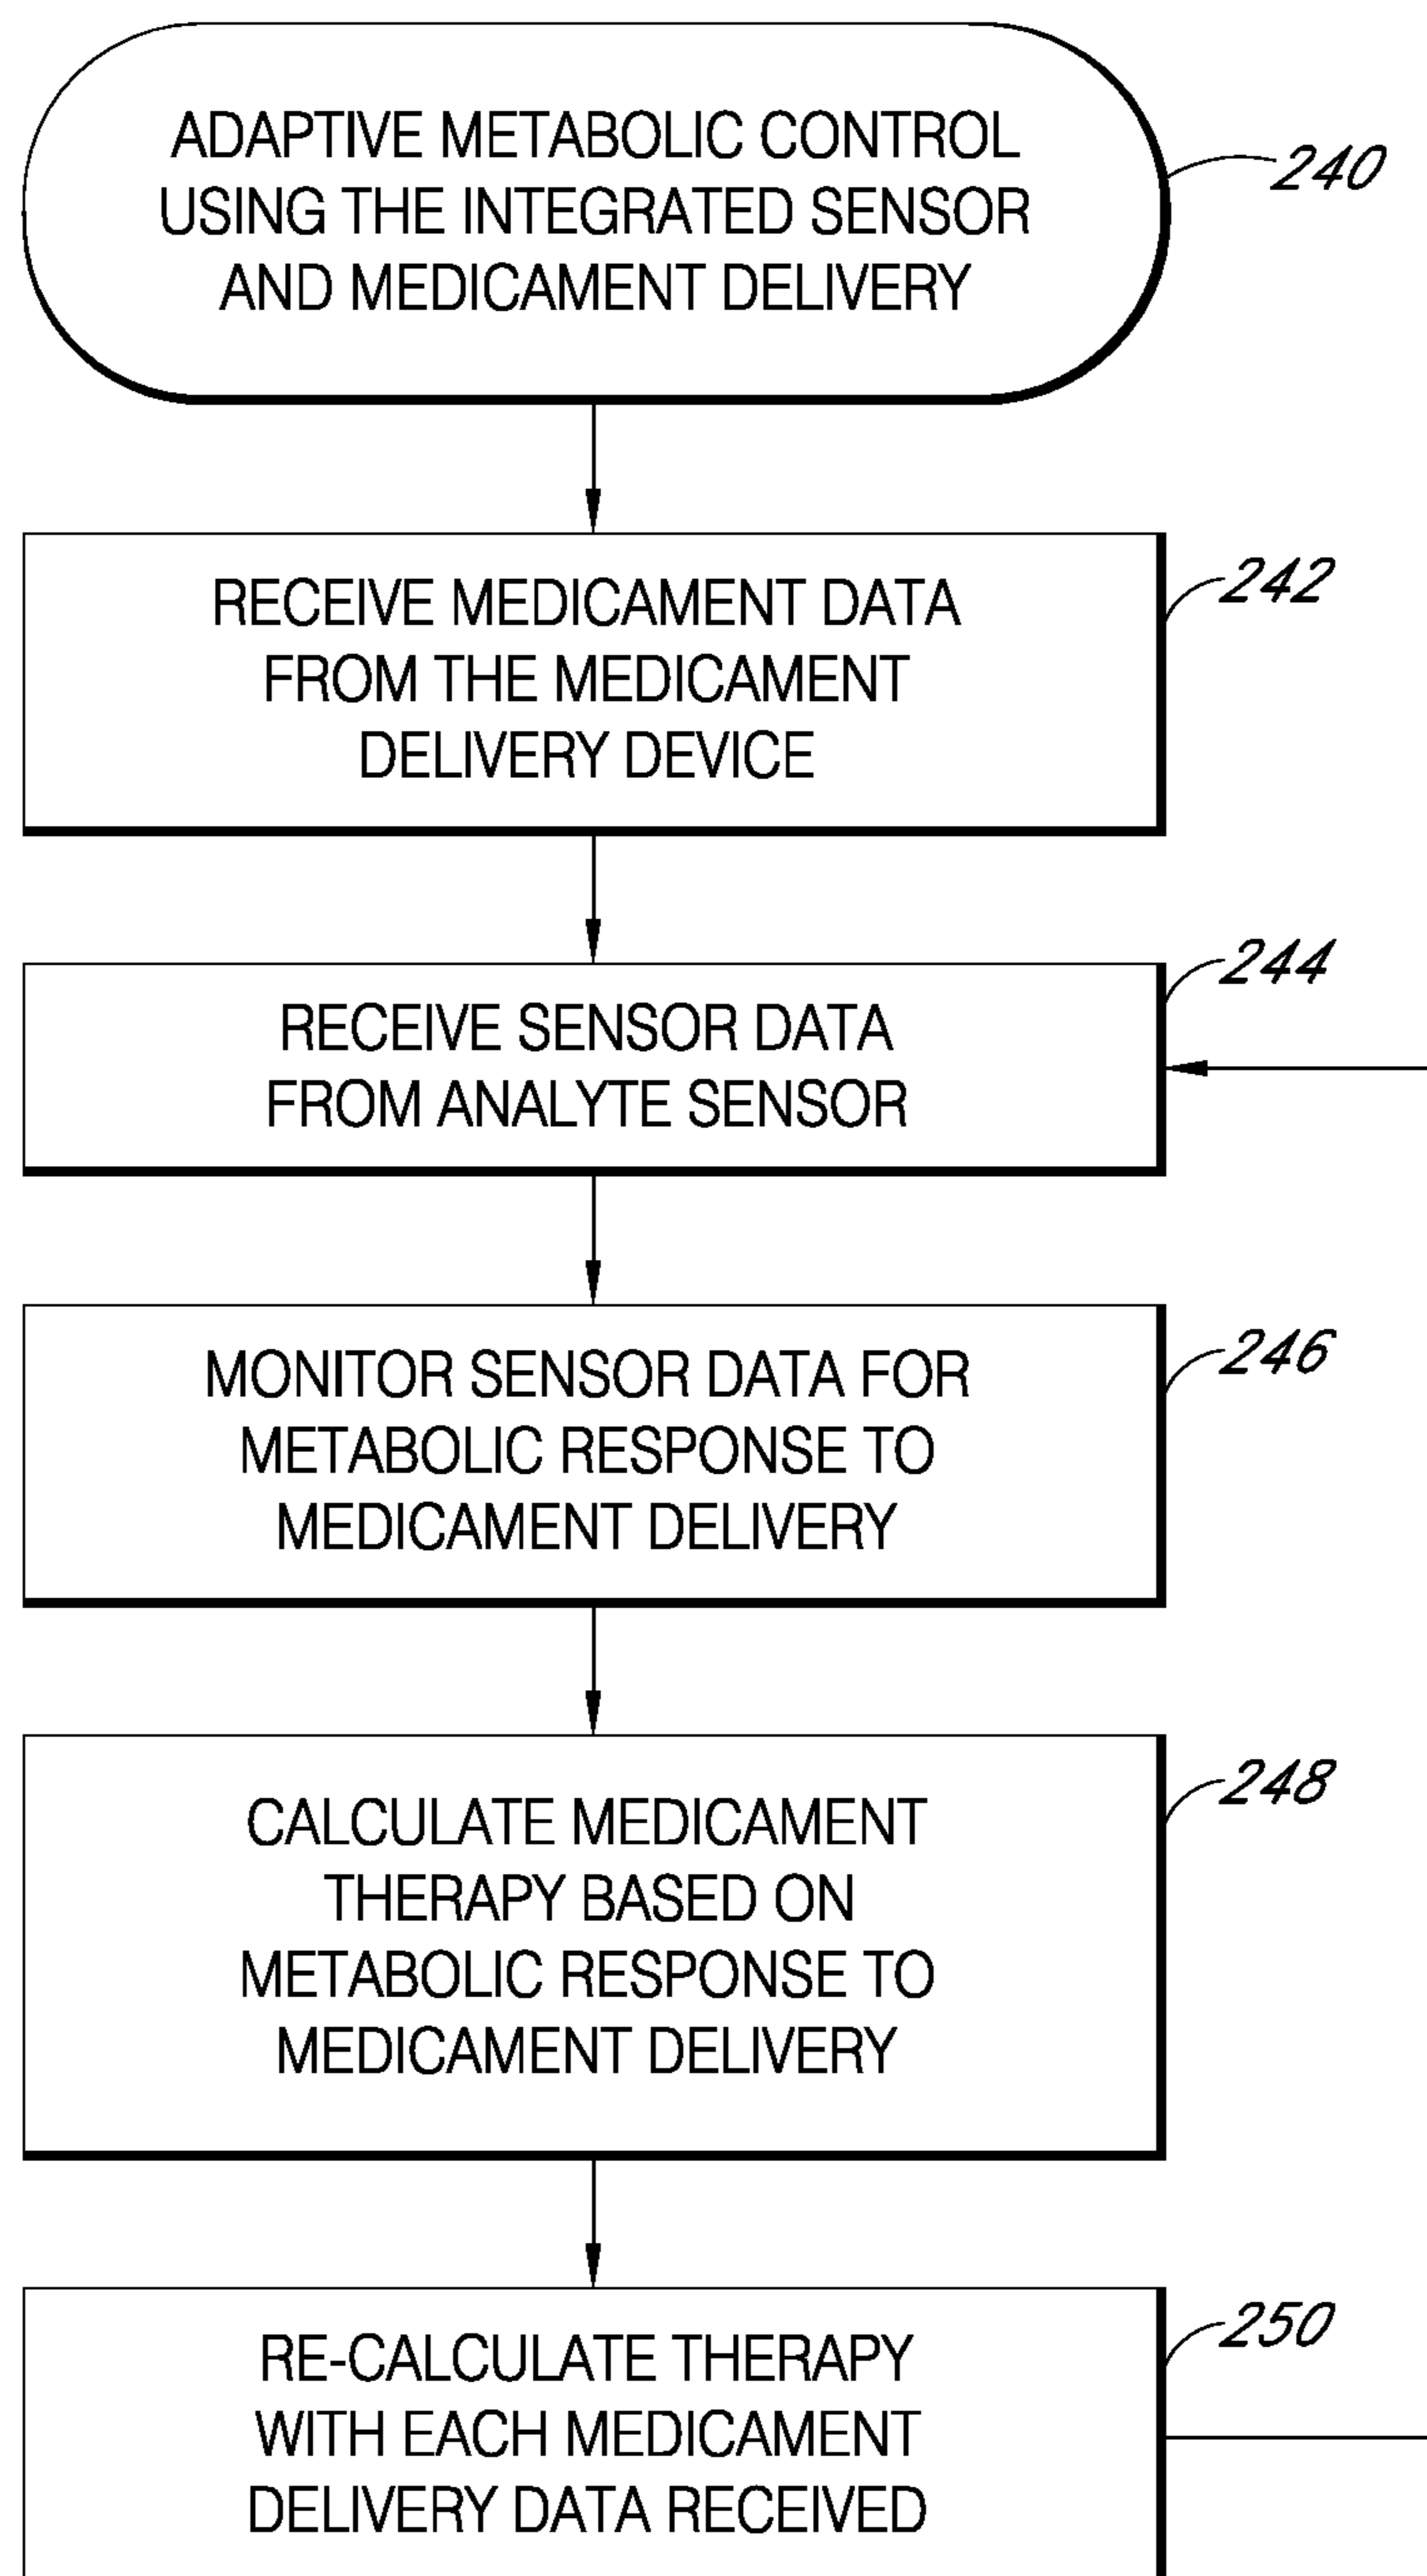 ADAPTIVE METABOLIC CONTROL
USING THE INTEGRATED SENSOR
AND MEDICAMENT DELIVERY
240
RECEIVE MEDICAMENT DATA
FROM THE MEDICAMENT
DELIVERY DEVICE
242
RECEIVE SENSOR DATA
FROM ANALYTE SENSOR
244
MONITOR SENSOR DATA FOR
METABOLIC RESPONSE TO
MEDICAMENT DELIVERY
246
CALCULATE MEDICAMENT
THERAPY BASED ON
METABOLIC RESPONSE TO
MEDICAMENT DELIVERY
248
RE-CALCULATE THERAPY
WITH EACH MEDICAMENT
DELIVERY DATA RECEIVED
250